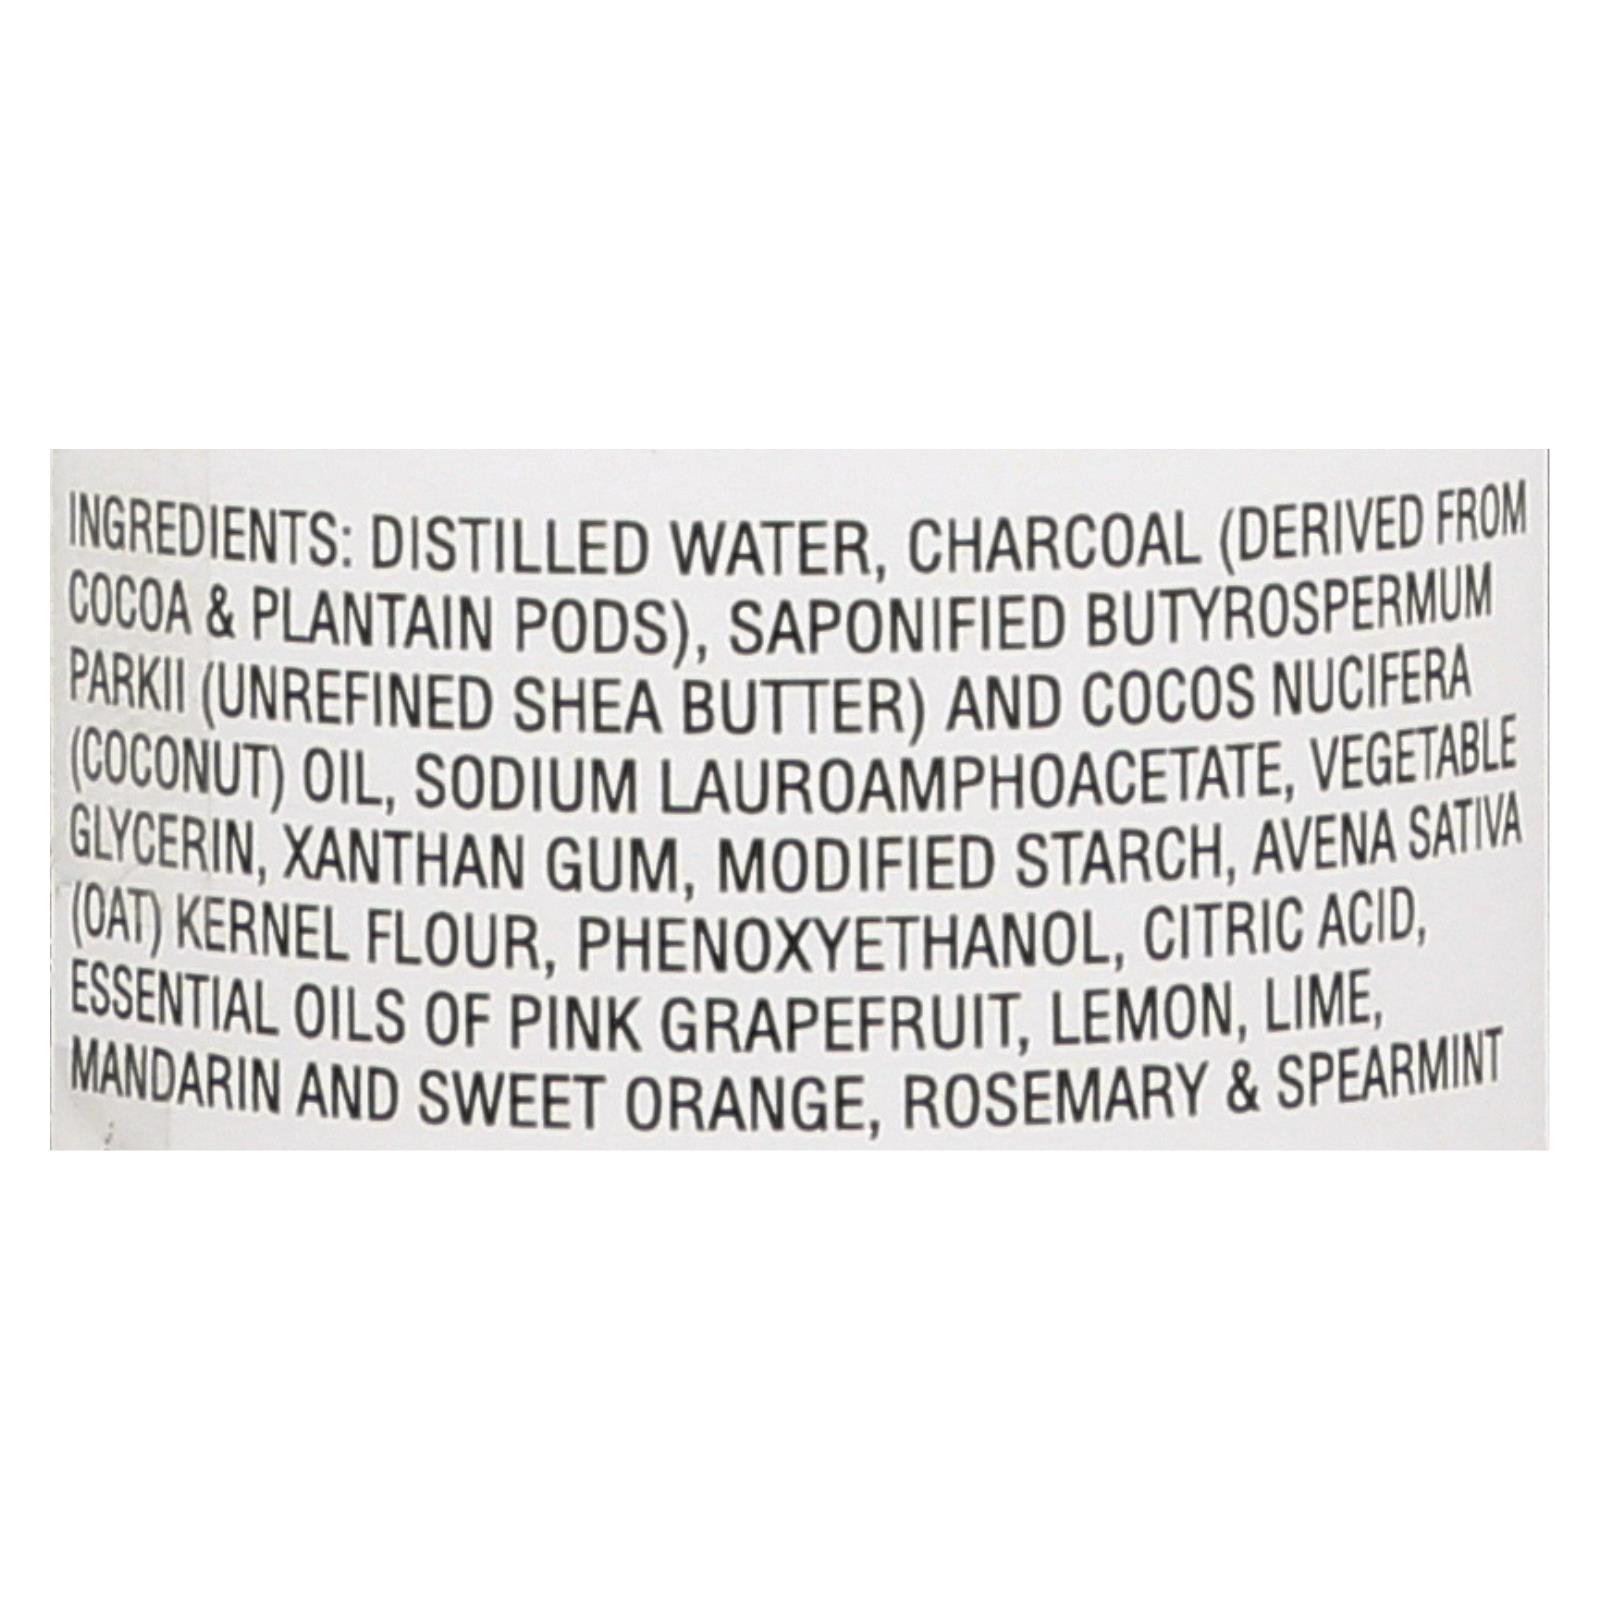 INGREDIENTS: DISTILLED WATER, CHARCOAL (DERIVED FROM
COCOA & PLANTAIN PODS), SAPONIFIED BUTYROSPERMUM
PARKII (UNREFINED SHEA BUTTER) AND COCOS NUCIFERA
(COCONUT) OIL, SODIUM LAUROAMPHOACETATE, VEGETABLE
GLYCERIN, XANTHAN GUM, MODIFIED STARCH, AVENA SATIVA
(OAT) KERNEL FLOUR, PHENOXYETHANOL, CITRIC ACID,
ESSENTIAL OILS OF PINK GRAPEFRUIT, LEMON, LIME,
MANDARIN AND SWEET ORANGE, ROSEMARY & SPEARMINT